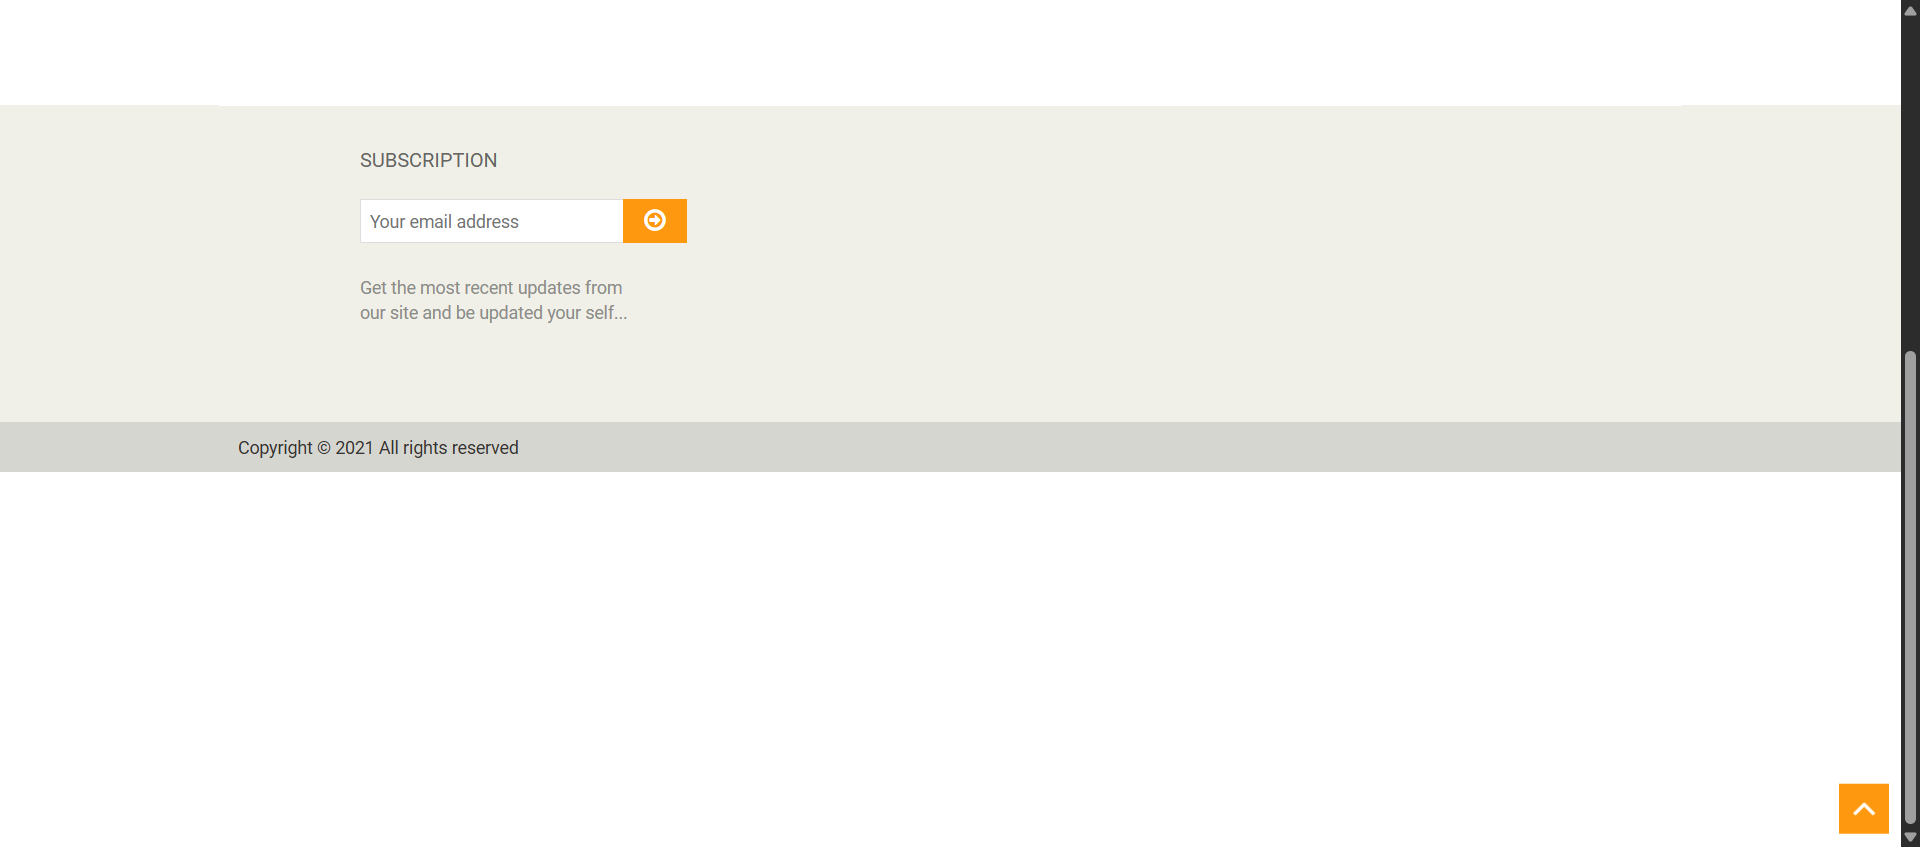 SUBSCRIPTION
Your email address
Get the most recent updates from
our site and be updated your self...
Copyright © 2021 All rights reserved